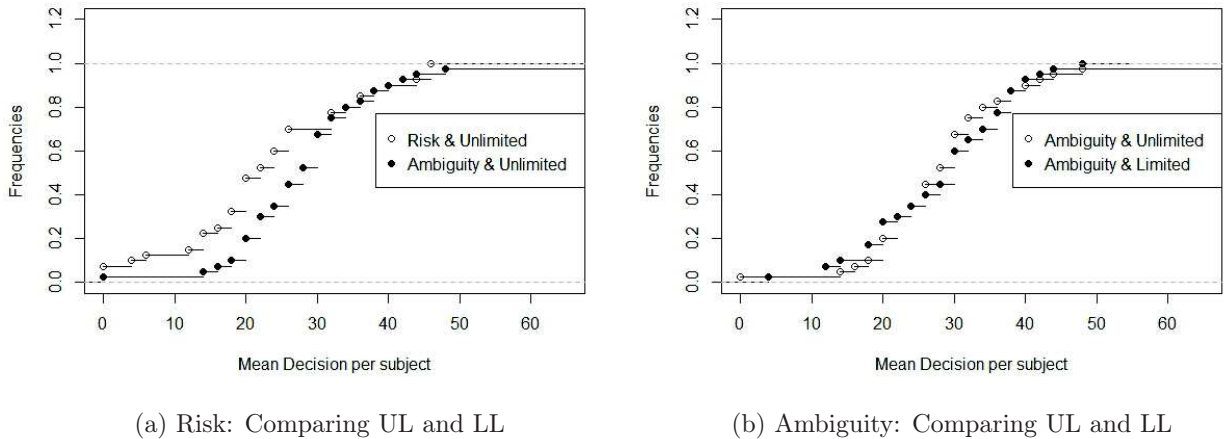 0.0 0.2 0.4 0.6 0.8 1.0 1.2
Frequencies
Risk & Unlimited
Ambiguity & Unlimited
0 10 20 30 40 50 60
Mean Decision per subject
(a) Risk: Comparing UL and LL
0.0 0.2 0.4 0.6 0.8 1.0 1.2
Frequencies
Ambiguity & Unlimited
Ambiguity & Limited
0 10 20 30 40 50 60
Mean Decision per subject
(b) Ambiguity: Comparing UL and LL